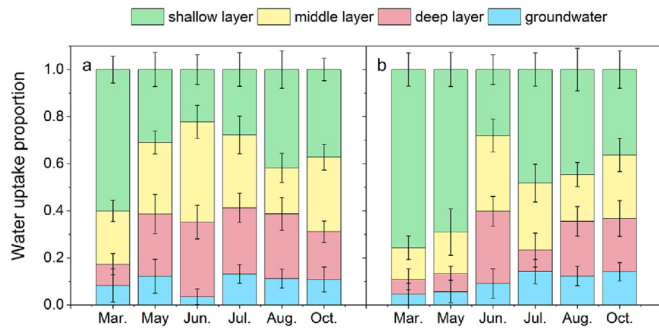 shallow layer middle layer deep layer groundwater
a b
Water uptake proportion
1.0
0.8
0.6
0.4
0.2
0.0
Mar. May Jun. Jul. Aug. Oct. Mar. May Jun. Jul. Aug. Oct.